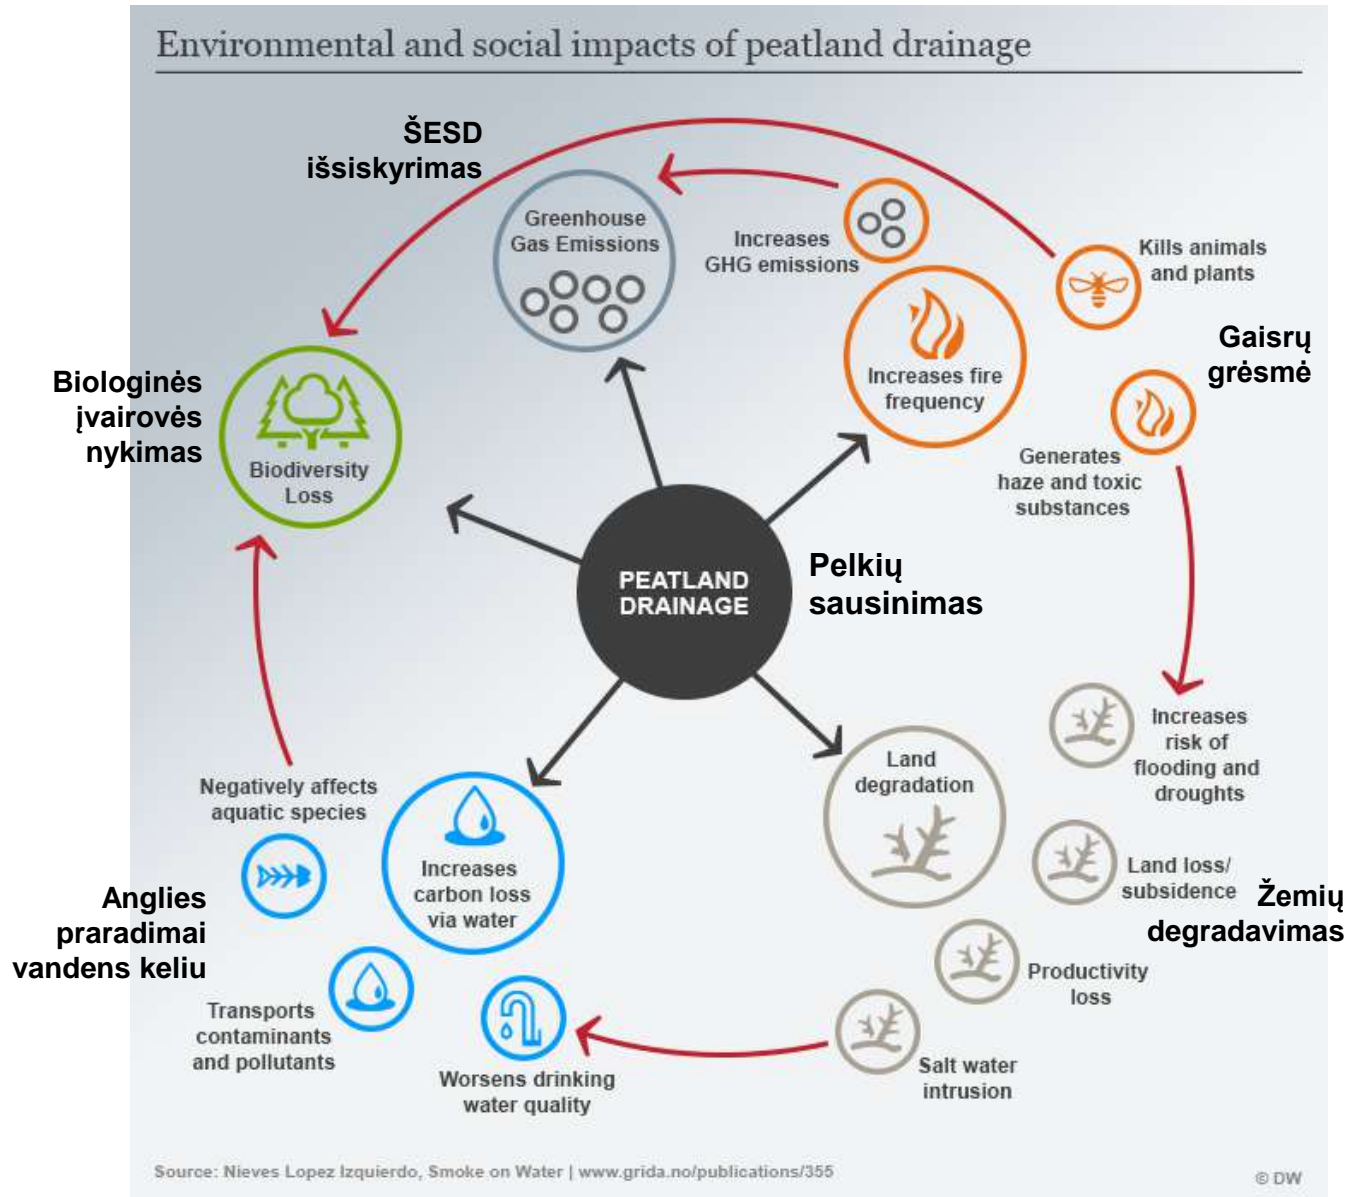 Environmental and social impacts of peatland drainage
ŠESD
išsiskyrimas
Greenhouse
Gas Emissions
Increases
GHG emissions
Kills animals
and plants
Gaisrų
grėsmė
Increases fire
frequency
Generates
haze and toxic
substances
Biologinės
įvairovės
nykimas
Biodiversity
Loss
PEATLAND
DRAINAGE
Pelkių
sausinimas
Increases
risk of
flooding and
droughts
Land
degradation
Land loss/
subsidence
Žemių
degradavimas
Productivity
loss
Salt water
intrusion
Negatively affects
aquatic species
Increases
carbon loss
via water
Anglies
praradimai
vandens keliu
Transports
contaminants
and pollutants
Worsens drinking
water quality
Source: Nieves Lopez Izquierdo, Smoke on Water | www.grida.no/publications/355
© DW